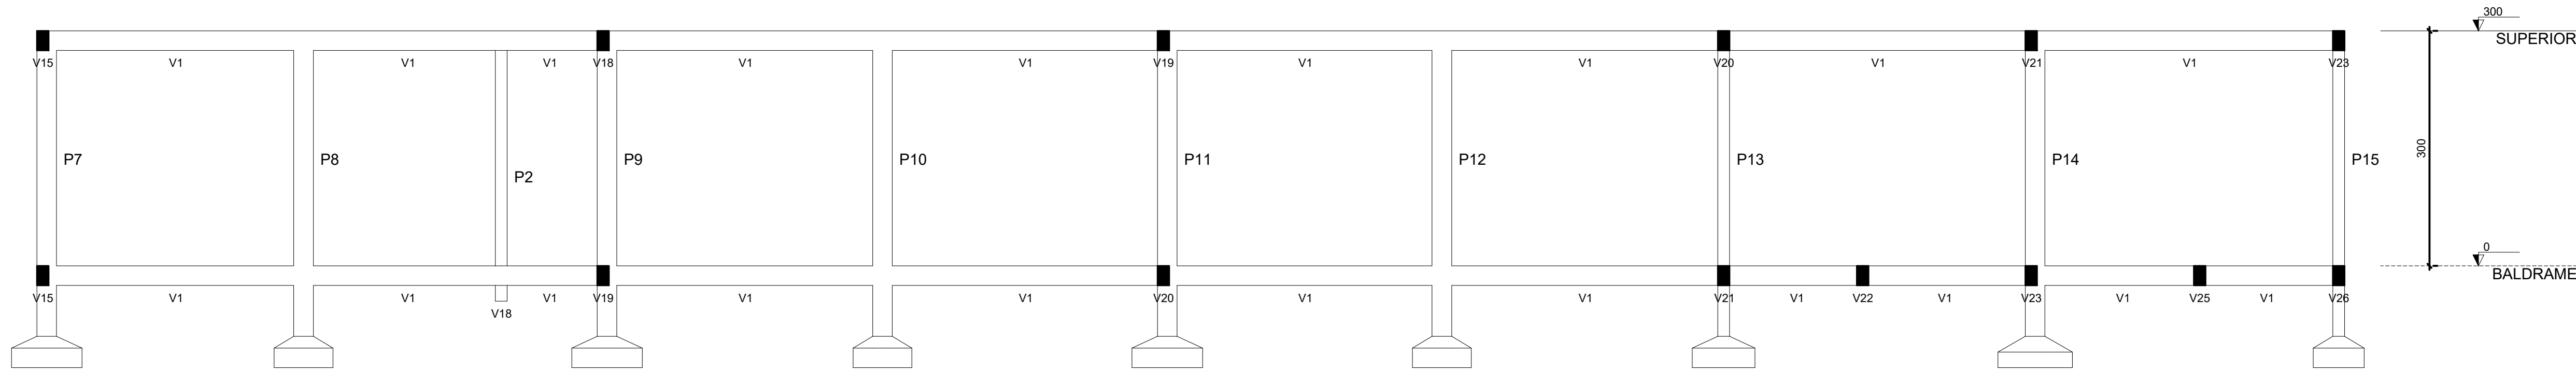 300
SUPERIOR
V15 V1 V1 V1 V18 V1 V1 V19 V1 V1 V20 V1 V21 V1 V23
300
P7 P8 P9 P10 P11 P12 P13 P14 P15
P2
0
BALDRAME
V15 V1 V1 V1 V19 V1 V1 V20 V1 V1 V21 V1 V22 V1 V23 V1 V25 V1 V26
V18